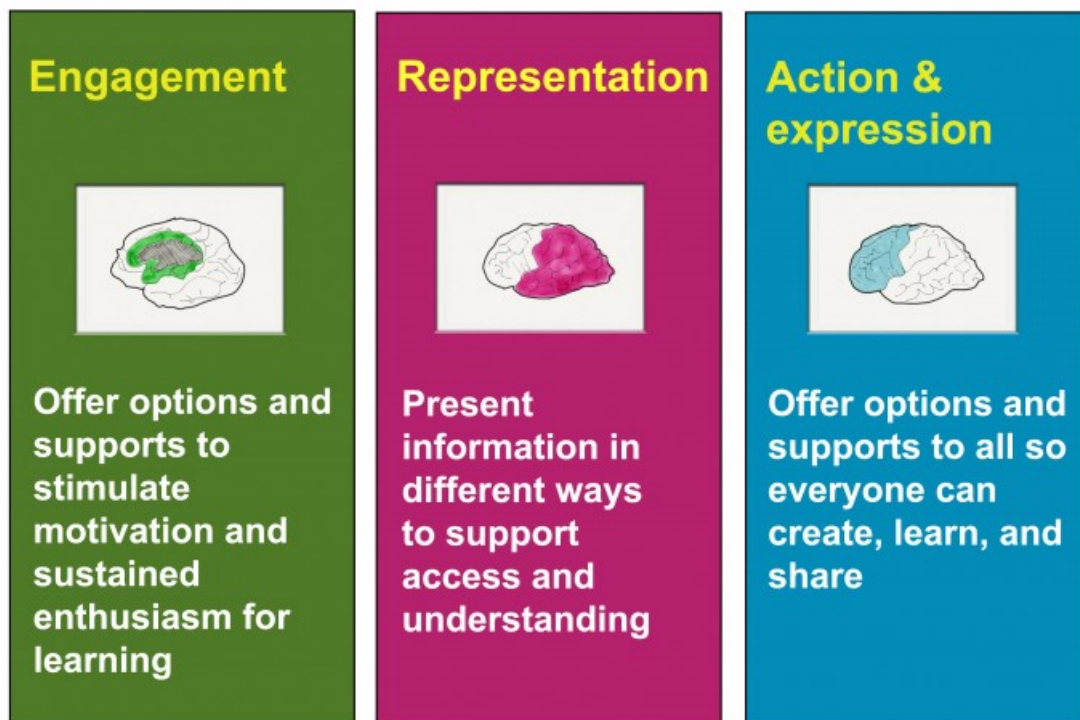 Engagement
Offer options and
supports to
stimulate
motivation and
sustained
enthusiasm for
learning
Representation
Present
information in
different ways
to support
access and
understanding
Action &
expression
Offer options and
supports to all so
everyone can
create, learn, and
share